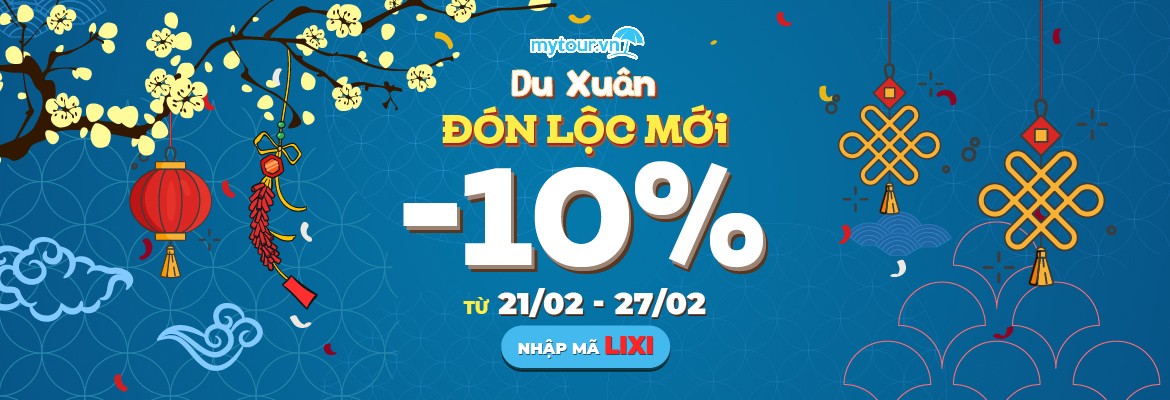 mytour.vn
Du Xuân
ĐÓN LỘC MỚI
-10%
TỪ 21/02 - 27/02
NHẬP MÃ LIXI